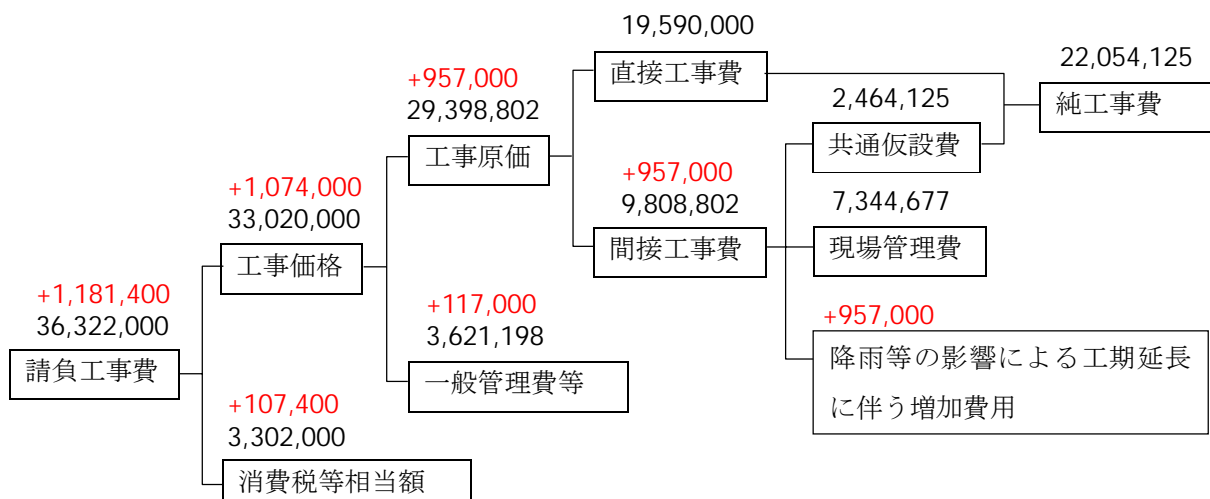 19,590,000
直接工事費
22,054,125
純工事費
+957,000
29,398,802
工事原価
2,464,125
共通仮設費
+957,000
9,808,802
間接工事費
7,344,677
現場管理費
+1,074,000
33,020,000
工事価格
+1,181,400
36,322,000
請負工事費
+117,000
3,621,198
一般管理費等
+957,000
降雨等の影響による工期延長
に伴う増加費用
+107,400
3,302,000
消費税等相当額